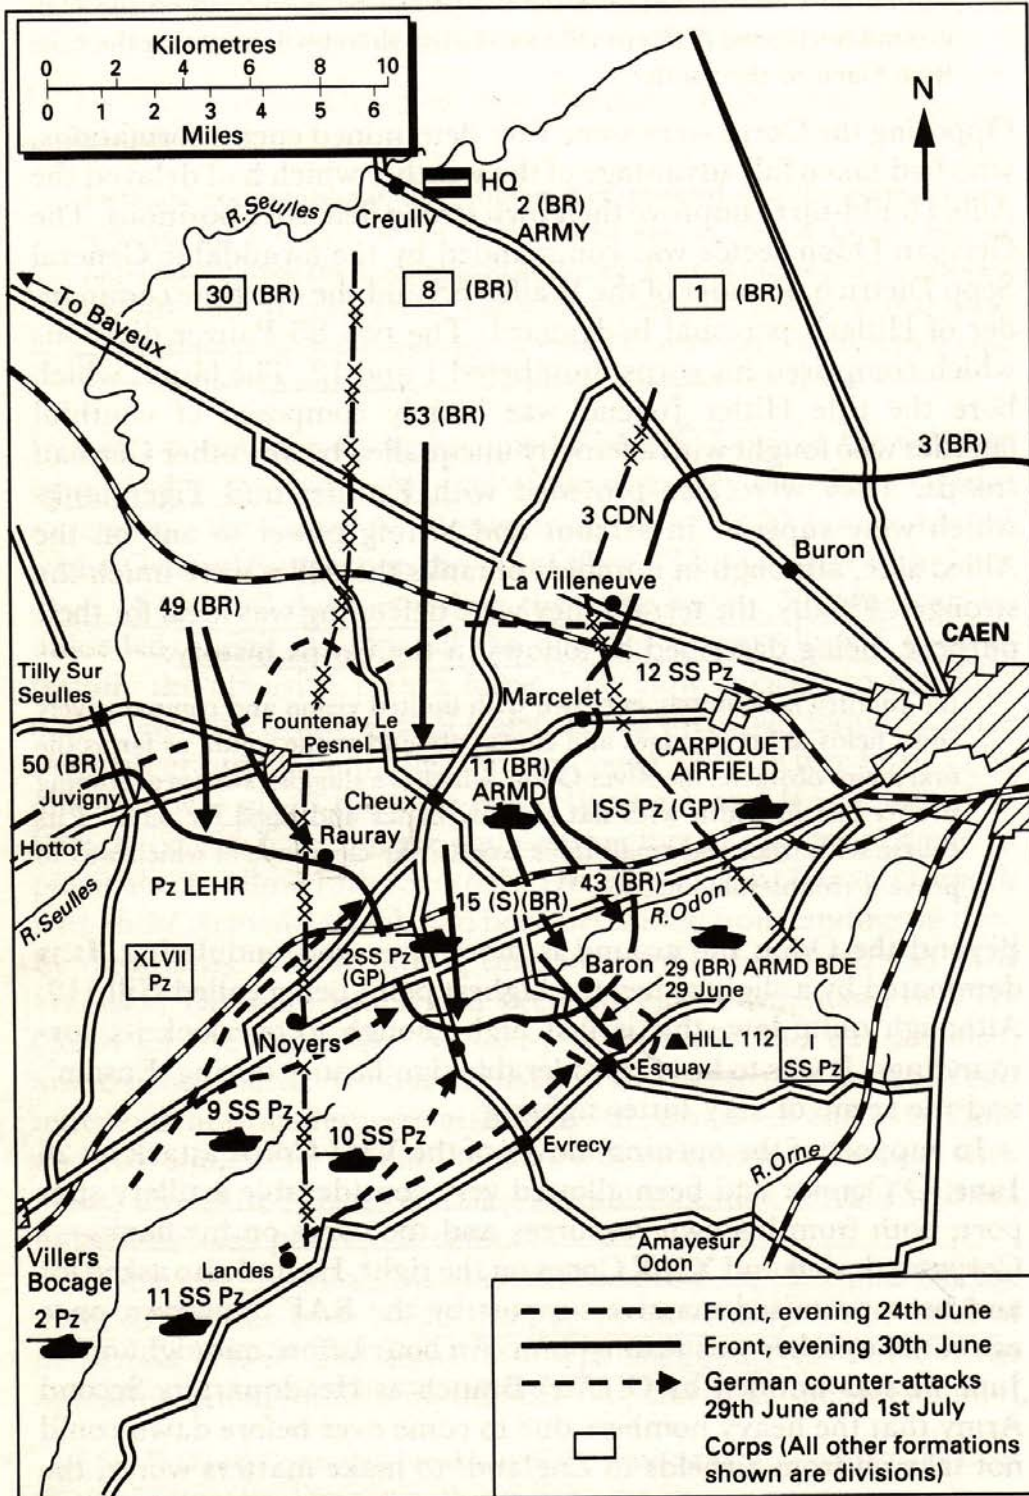 Kilometres
0 2 4 6 8 10
0 1 2 3 4 5 6
Miles
N
HQ
R.Seulles
Creully
2 (BR)
ARMY
30 (BR)
8 (BR)
I (BR)
To Bayeux
53 (BR)
3 (BR)
3 CDN
La Villeneuve
Buron
49 (BR)
CAEN
Tilly Sur
Seulles
12 SS Pz
Marcelet
Fountenay Le
Pesnel
CARPIQUET
AIRFIELD
50 (BR)
11 (BR)
ARMD
Juvigny
Cheux
ISS Pz (GP)
Rauray
Hottot
Pz LEHR
43 (BR)
15 (S)(BR)
R.Odon
R.Seulles
XLVII
Pz
2SS Pz
(GP)
Baron
29 (BR) ARMD BDE
29 June
Noyers
HILL 112
Esquay
SS Pz
9 SS Pz
10 SS Pz
Evrecy
R.Orne
Villers
Bocage
Landes
Amayesur
Odon
11 SS Pz
2 Pz
Front, evening 24th June
Front, evening 30th June
German counter-attacks
29th June and 1st July
Corps (All other formations
shown are divisions)